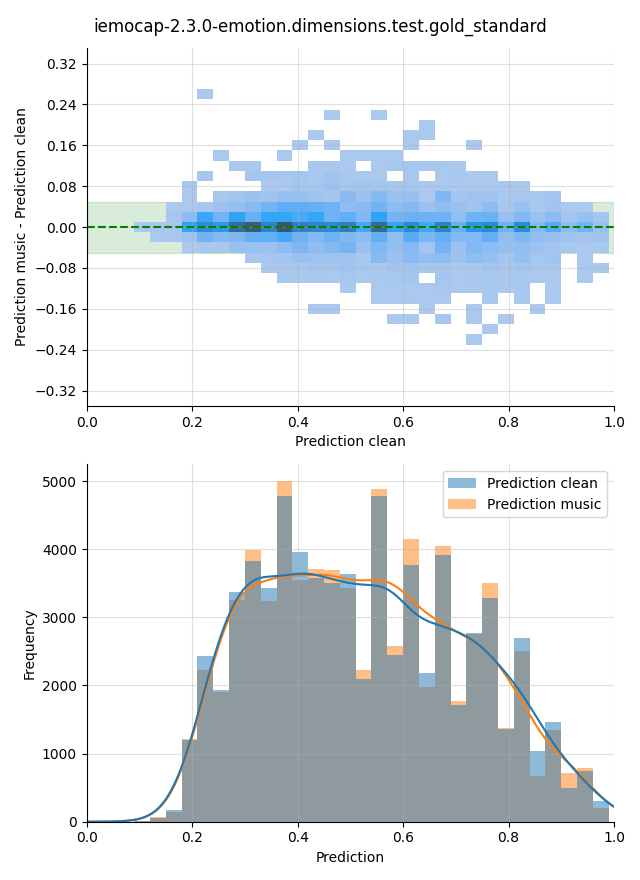 iemocap-2.3.0-emotion.dimensions.test.gold_standard
0.32
0.24
0.16
0.08
0.00
−0.08
−0.16
−0.24
−0.32
Prediction music - Prediction clean
0.0 0.2 0.4 0.6 0.8 1.0
Prediction clean
Prediction clean
Prediction music
5000
4000
3000
2000
1000
0
Frequency
0.0 0.2 0.4 0.6 0.8 1.0
Prediction